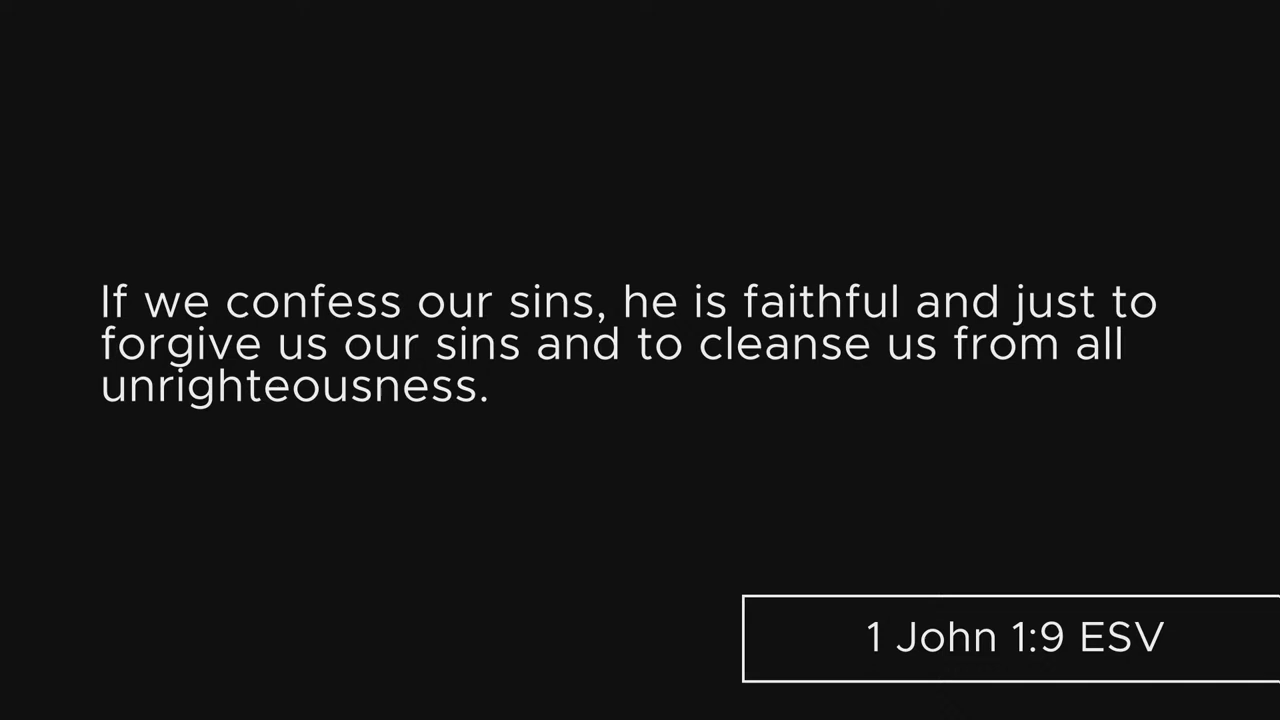 If we confess our sins, he is faithful and just to
forgive us our sins and to cleanse us from all
unrighteousness.
1 John 1:9 ESV